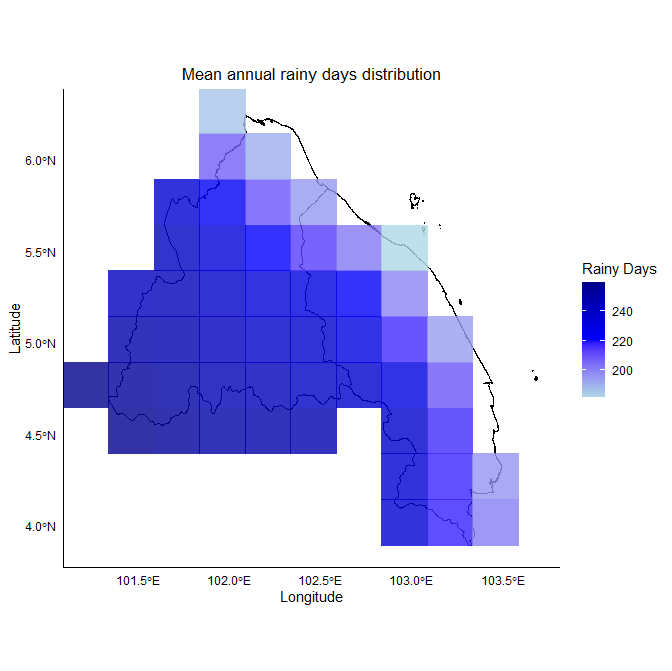 Mean annual rainy days distribution
6.0°N
5.5°N
5.0°N
4.5°N
4.0°N
Latitude
101.5°E 102.0°E 102.5°E 103.0°E 103.5°E
Longitude
Rainy Days
240
220
200